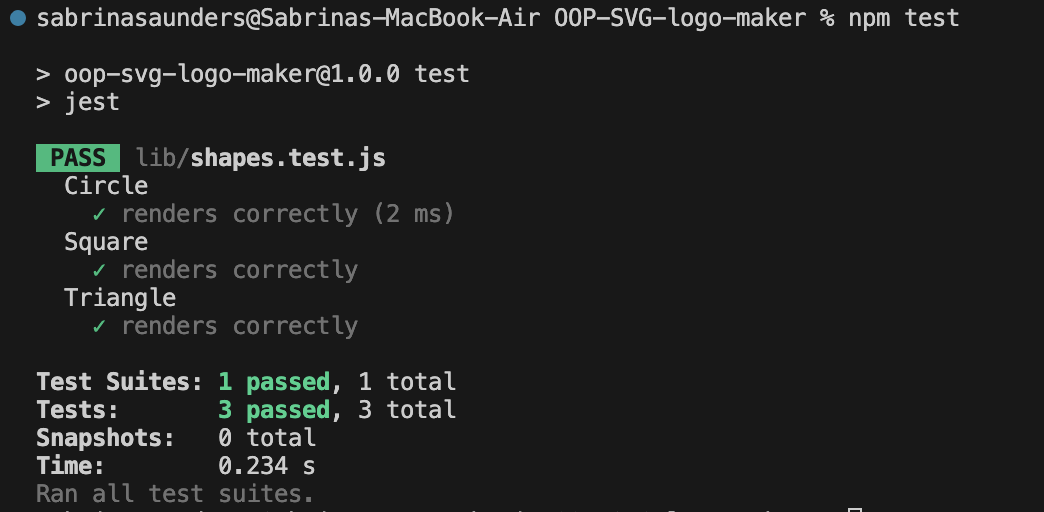 sabrinasaunders@Sabrinas-MacBook-Air OOP-SVG-logo-maker % npm test
> oop-svg-logo-maker@1.0.0 test
> jest
PASS lib/shapes.test.js
Circle
✓ renders correctly (2 ms)
Square
✓ renders correctly
Triangle
✓ renders correctly
Test Suites: 1 passed, 1 total
Tests: 3 passed, 3 total
Snapshots: 0 total
Time: 0.234 s
Ran all test suites.